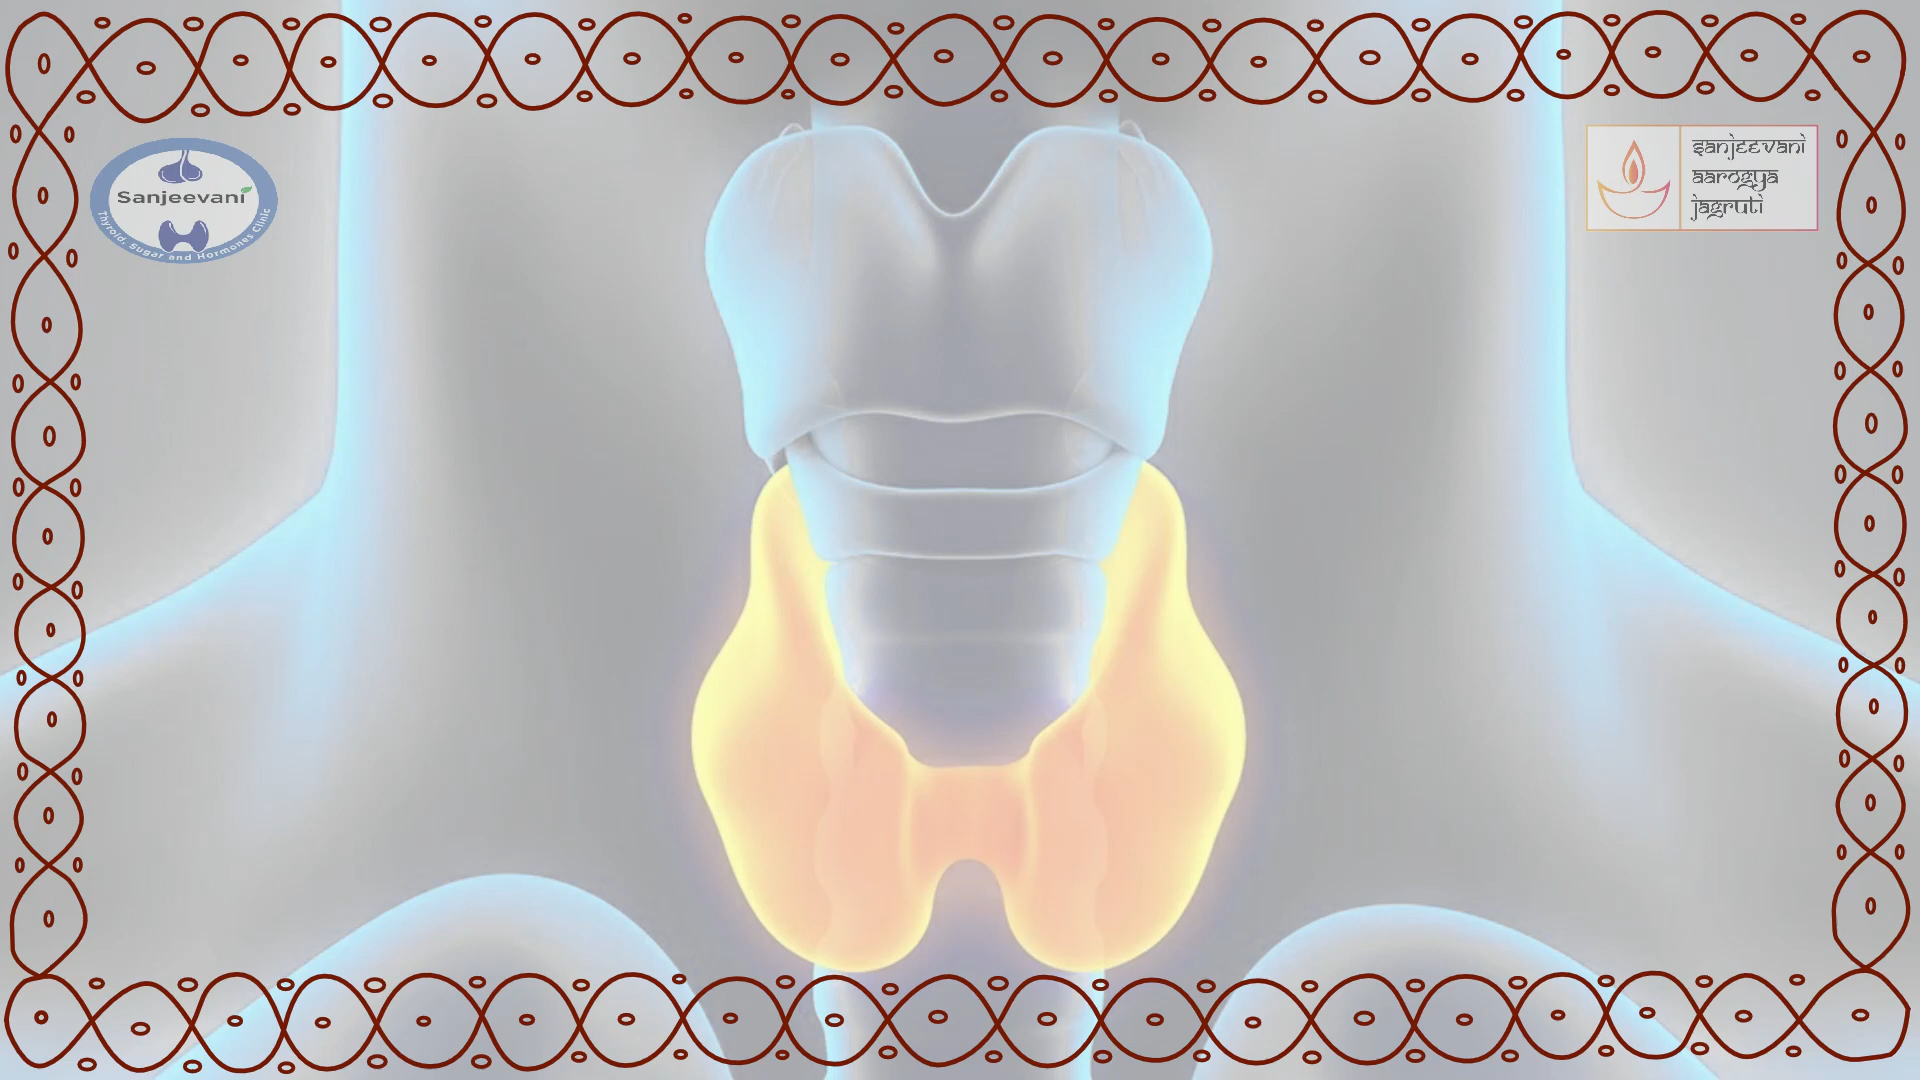 Sanjeevani
Thyroid, Sugar and Hormones Clinic
sanjeevani
aarogya
jagruti